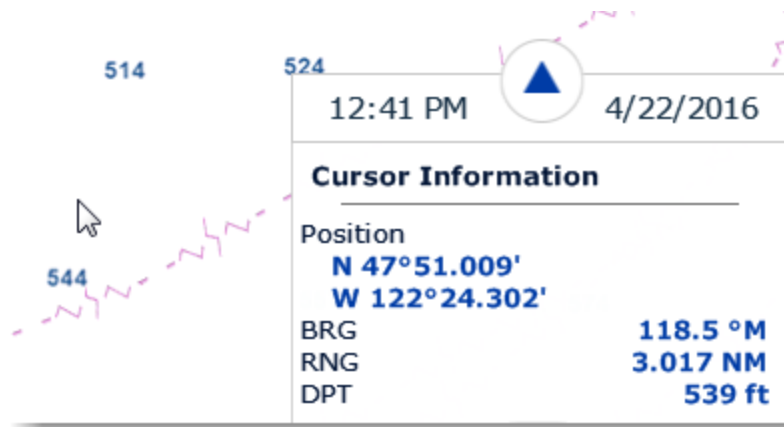 514
524
12:41 PM 4/22/2016
Cursor Information
Position
N 47°51.009'
W 122°24.302'
544
BRG 118.5 °M
RNG 3.017 NM
DPT 539 ft